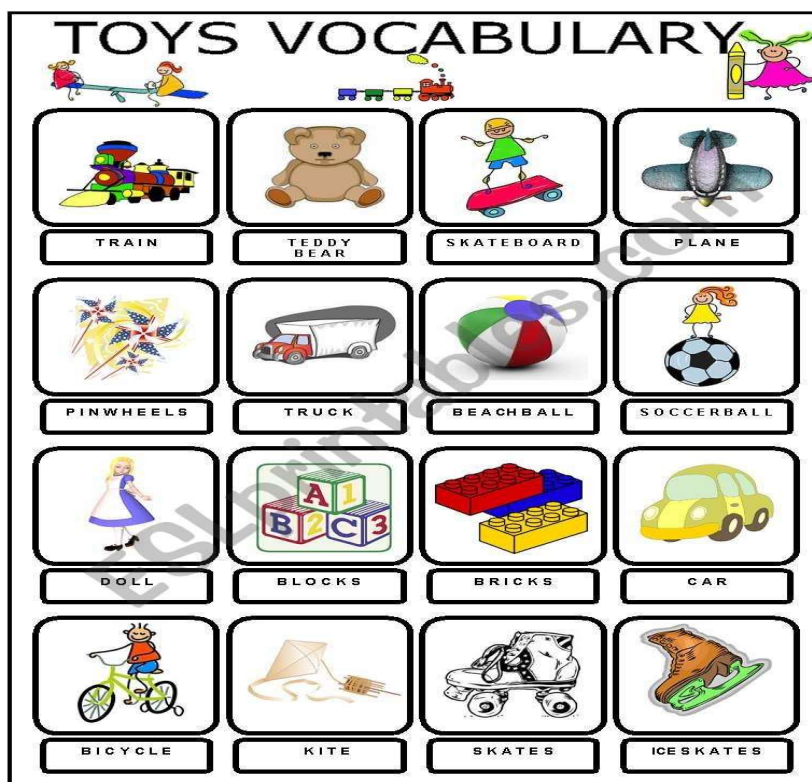 TOYS VOCABULARY
TRAIN
TEDDY
BEAR
SKATEBOARD
PLANE
PINWHEELS
TRUCK
BEACHBALL
SOCCERBALL
A 1
B 2 C 3
DOLL
BLOCKS
BRICKS
CAR
BICYCLE
KITE
SKATES
ICESKATES
ESLprintables.com